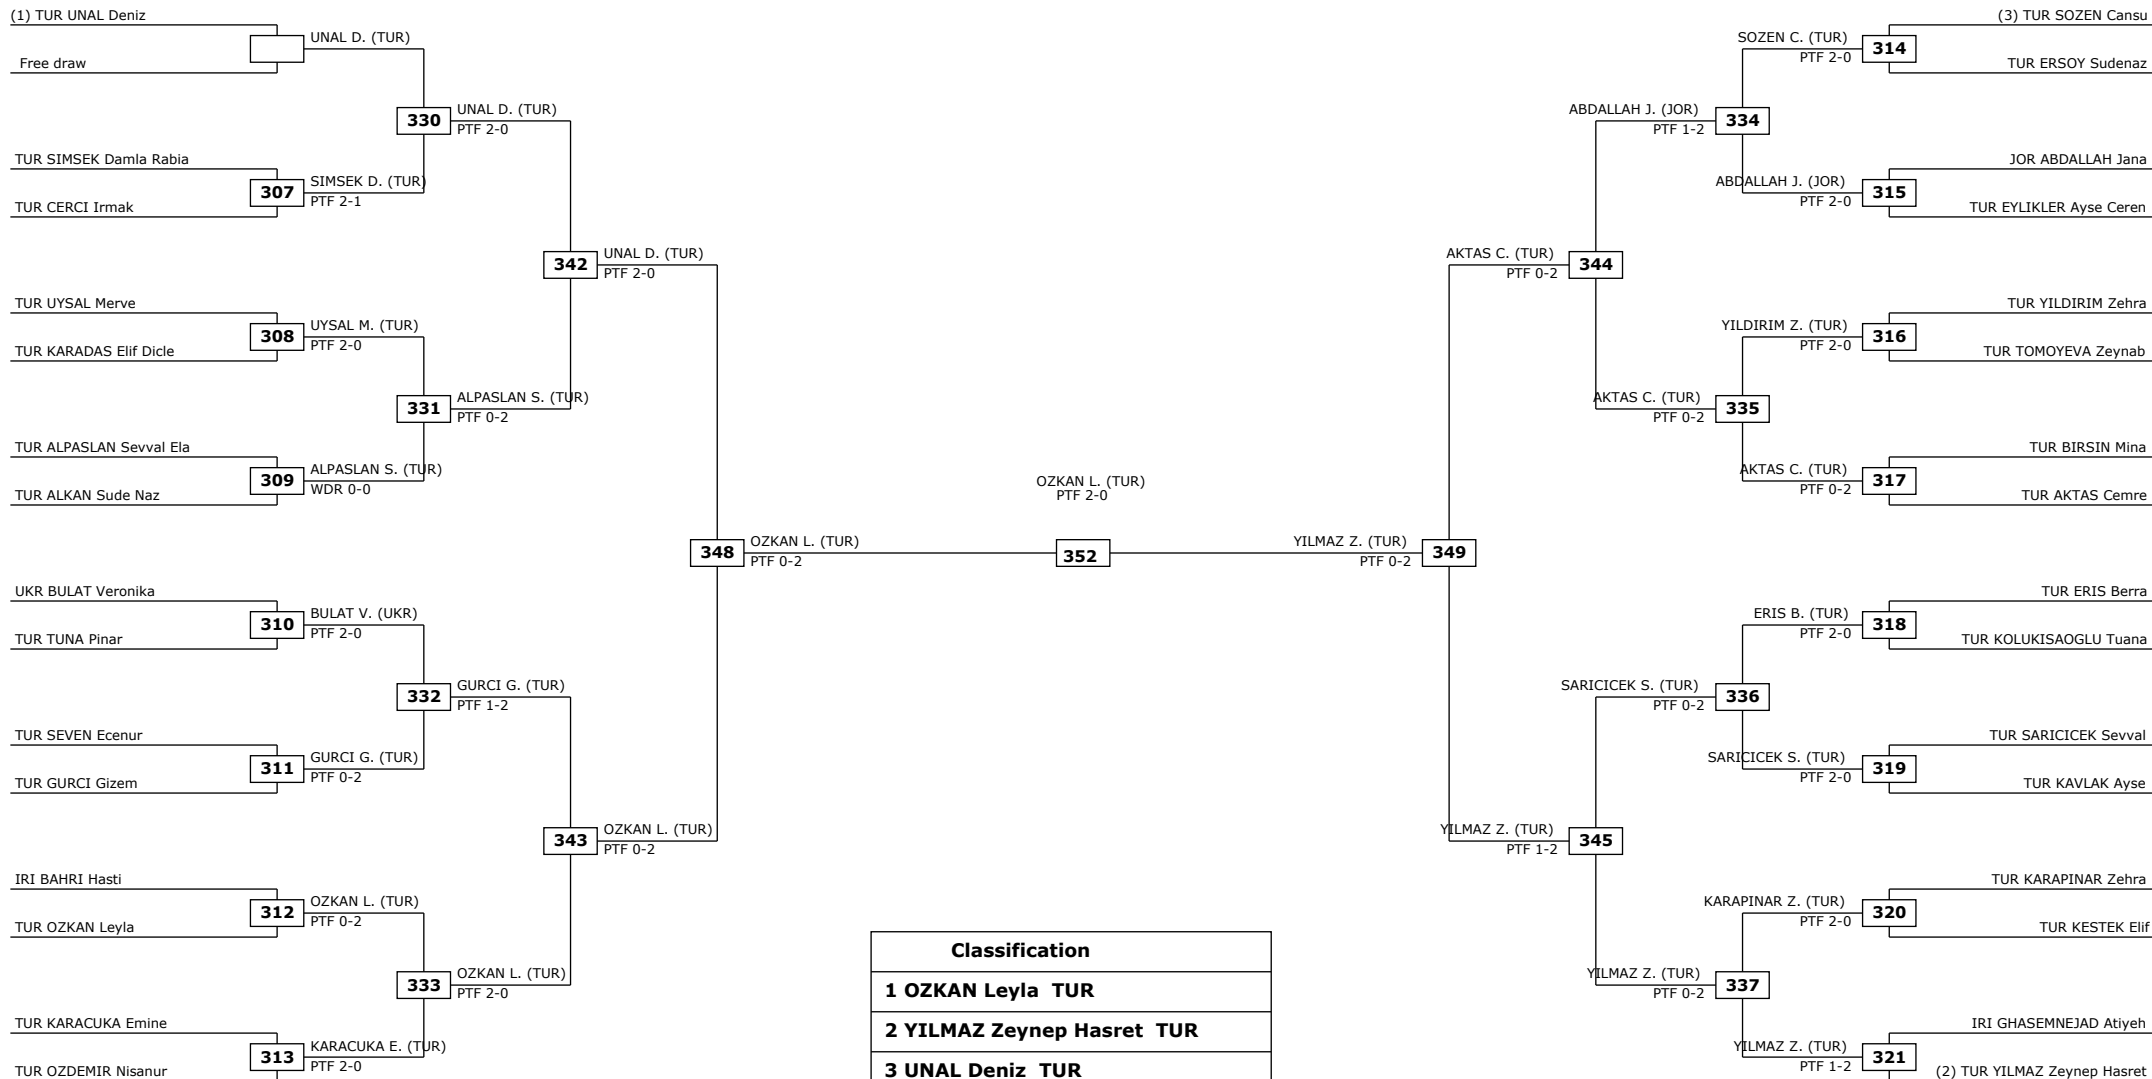 (1) TUR UNAL Deniz
Free draw
UNAL D. (TUR)
330
UNAL D. (TUR)
PTF 2-0
TUR SIMSEK Damla Rabia
TUR CERCI Irmak
307
SIMSEK D. (TUR)
PTF 2-1
342
UNAL D. (TUR)
PTF 2-0
TUR UYSAL Merve
TUR KARADAS Elif Dicle
308
UYSAL M. (TUR)
PTF 2-0
331
ALPASLAN S. (TUR)
PTF 0-2
TUR ALPASLAN Sevval Ela
TUR ALKAN Sude Naz
309
ALPASLAN S. (TUR)
WDR 0-0
348
OZKAN L. (TUR)
PTF 0-2
UKR BULAT Veronika
TUR TUNA Pinar
310
BULAT V. (UKR)
PTF 2-0
332
GURCI G. (TUR)
PTF 1-2
TUR SEVEN Ecenur
TUR GURCI Gizem
311
GURCI G. (TUR)
PTF 0-2
343
OZKAN L. (TUR)
PTF 0-2
IRI BAHRI Hasti
TUR OZKAN Leyla
312
OZKAN L. (TUR)
PTF 0-2
333
OZKAN L. (TUR)
PTF 2-0
TUR KARACUKA Emine
TUR OZDEMIR Nisanur
313
KARACUKA E. (TUR)
PTF 2-0
OZKAN L. (TUR)
PTF 2-0
352
(3) TUR SOZEN Cansu
TUR ERSOY Sudenaz
314
SOZEN C. (TUR)
PTF 2-0
334
ABDALLAH J. (JOR)
PTF 1-2
JOR ABDALLAH Jana
TUR EYLIKLER Ayse Ceren
315
ABDALLAH J. (JOR)
PTF 2-0
344
AKTAS C. (TUR)
PTF 0-2
TUR YILDIRIM Zehra
TUR TOMOYEVA Zeynab
316
YILDIRIM Z. (TUR)
PTF 2-0
335
AKTAS C. (TUR)
PTF 0-2
TUR BIRSIN Mina
TUR AKTAS Cemre
317
AKTAS C. (TUR)
PTF 0-2
349
YILMAZ Z. (TUR)
PTF 0-2
TUR ERIS Berra
TUR KOLUKISAOGLU Tuana
318
ERIS B. (TUR)
PTF 2-0
336
SARICICEK S. (TUR)
PTF 0-2
TUR SARICICEK Sevval
TUR KAVLAK Ayse
319
SARICICEK S. (TUR)
PTF 2-0
345
YILMAZ Z. (TUR)
PTF 1-2
TUR KARAPINAR Zehra
TUR KESTEK Elif
320
KARAPINAR Z. (TUR)
PTF 2-0
337
YILMAZ Z. (TUR)
PTF 0-2
IRI GHASEMNEJAD Atiyeh
(2) TUR YILMAZ Zeynep Hasret
321
YILMAZ Z. (TUR)
PTF 1-2
Classification
1 OZKAN Leyla TUR
2 YILMAZ Zeynep Hasret TUR
3 UNAL Deniz TUR